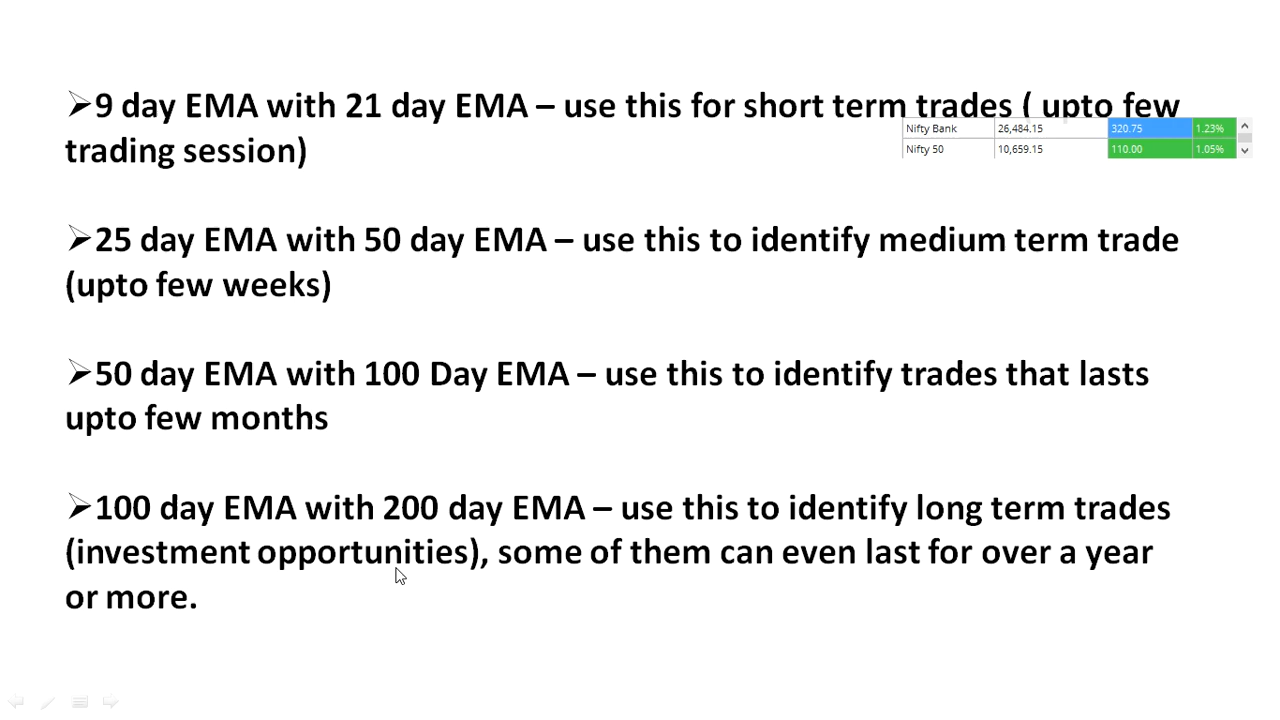 ➢9 day EMA with 21 day EMA – use this for short term trades ( upto few
trading session)
Nifty Bank 26,484.15 320.75 1.23%
Nifty 50 10,659.15 110.00 1.05%
➢25 day EMA with 50 day EMA – use this to identify medium term trade
(upto few weeks)
➢50 day EMA with 100 Day EMA – use this to identify trades that lasts
upto few months
➢100 day EMA with 200 day EMA – use this to identify long term trades
(investment opportunities), some of them can even last for over a year
or more.